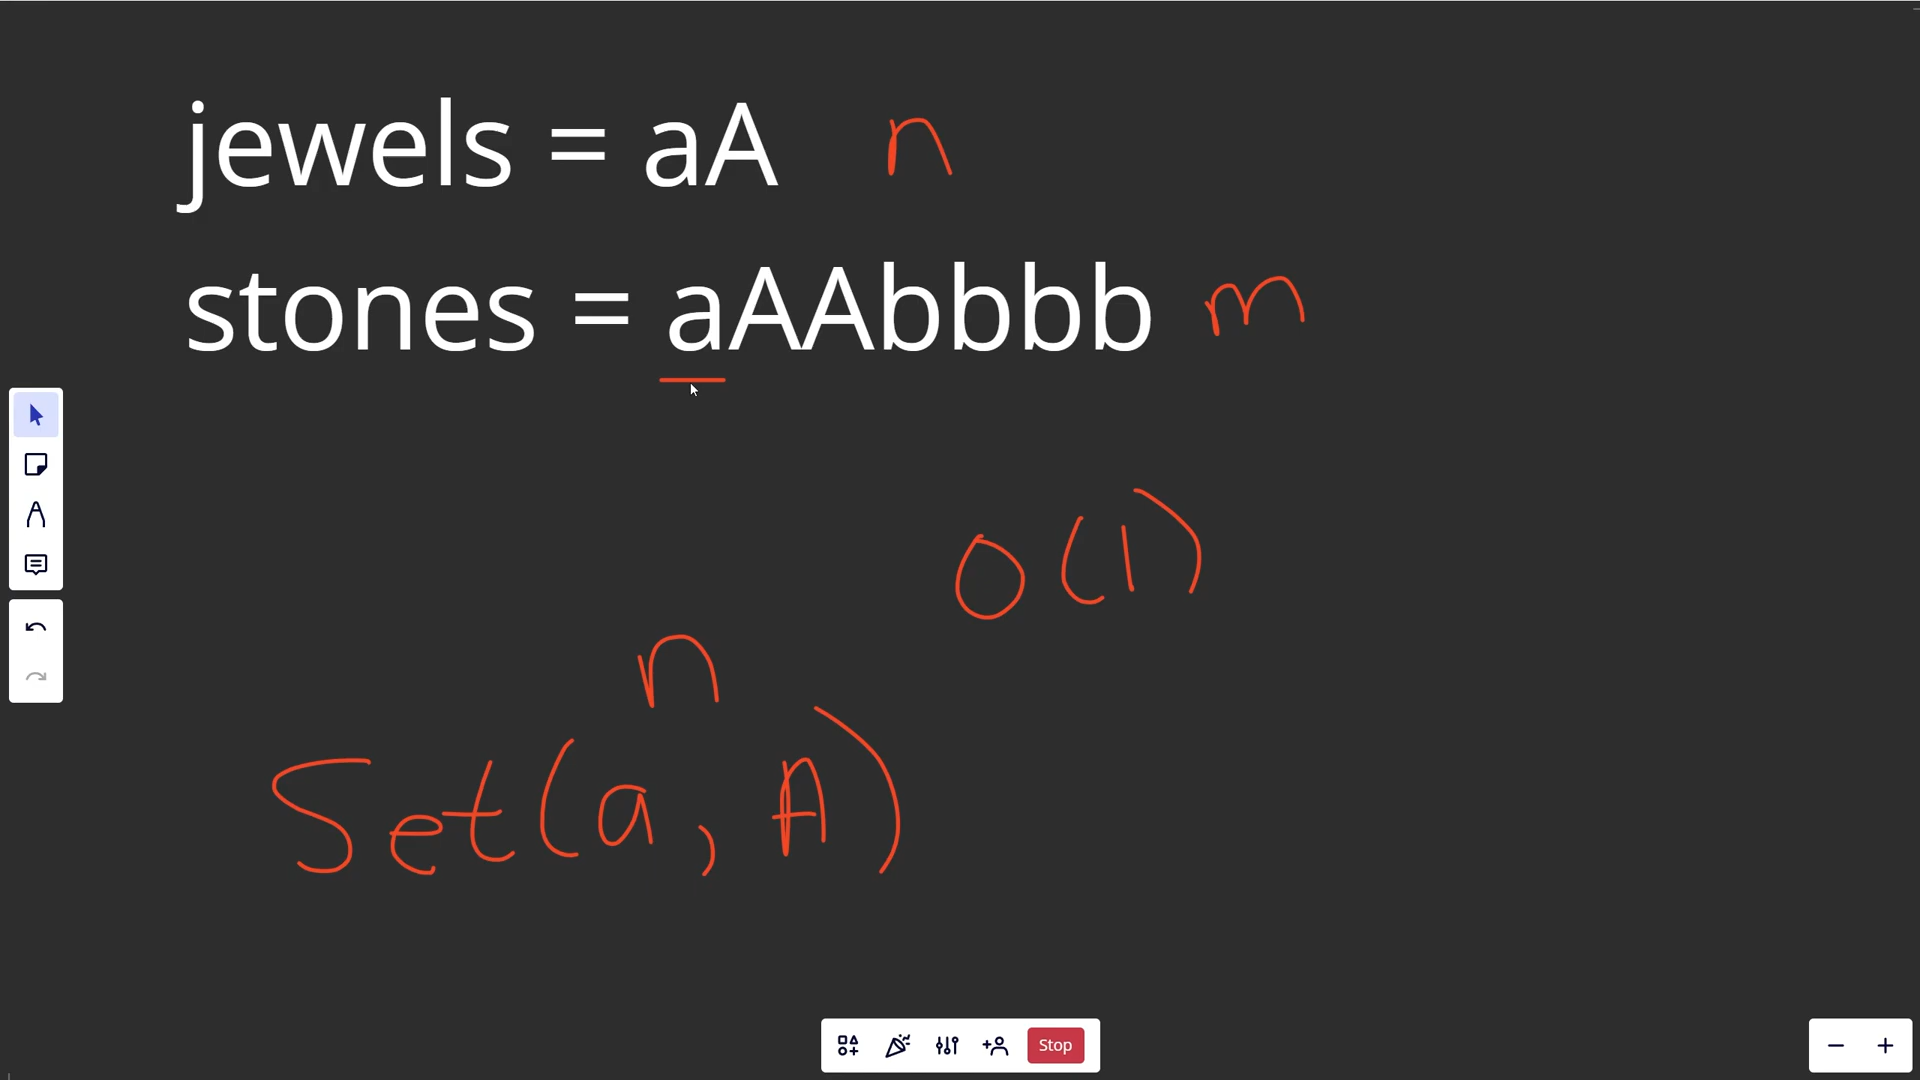 jewels = aA n
stones = aAAbbbb m
O(1)
n
Set(a, A)
Stop